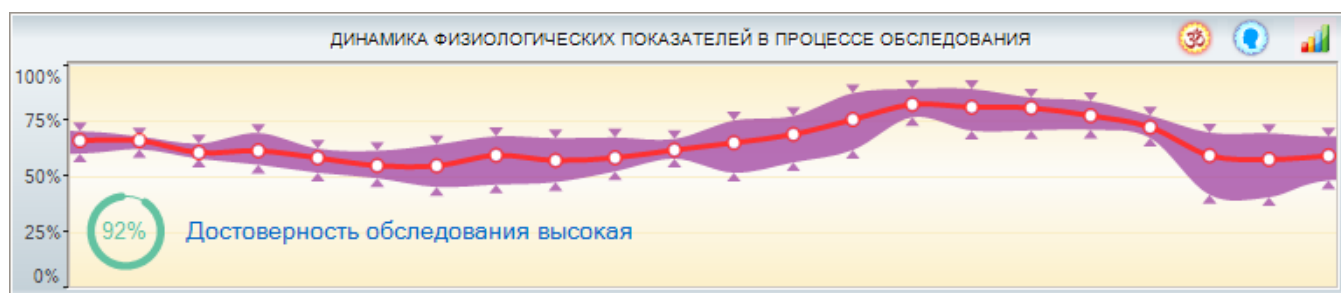 ДИНАМИКА ФИЗИОЛОГИЧЕСКИХ ПОКАЗАТЕЛЕЙ В ПРОЦЕССЕ ОБСЛЕДОВАНИЯ
ॐ
100%
75%
50%
25%
0%
92%
Достоверность обследования высокая